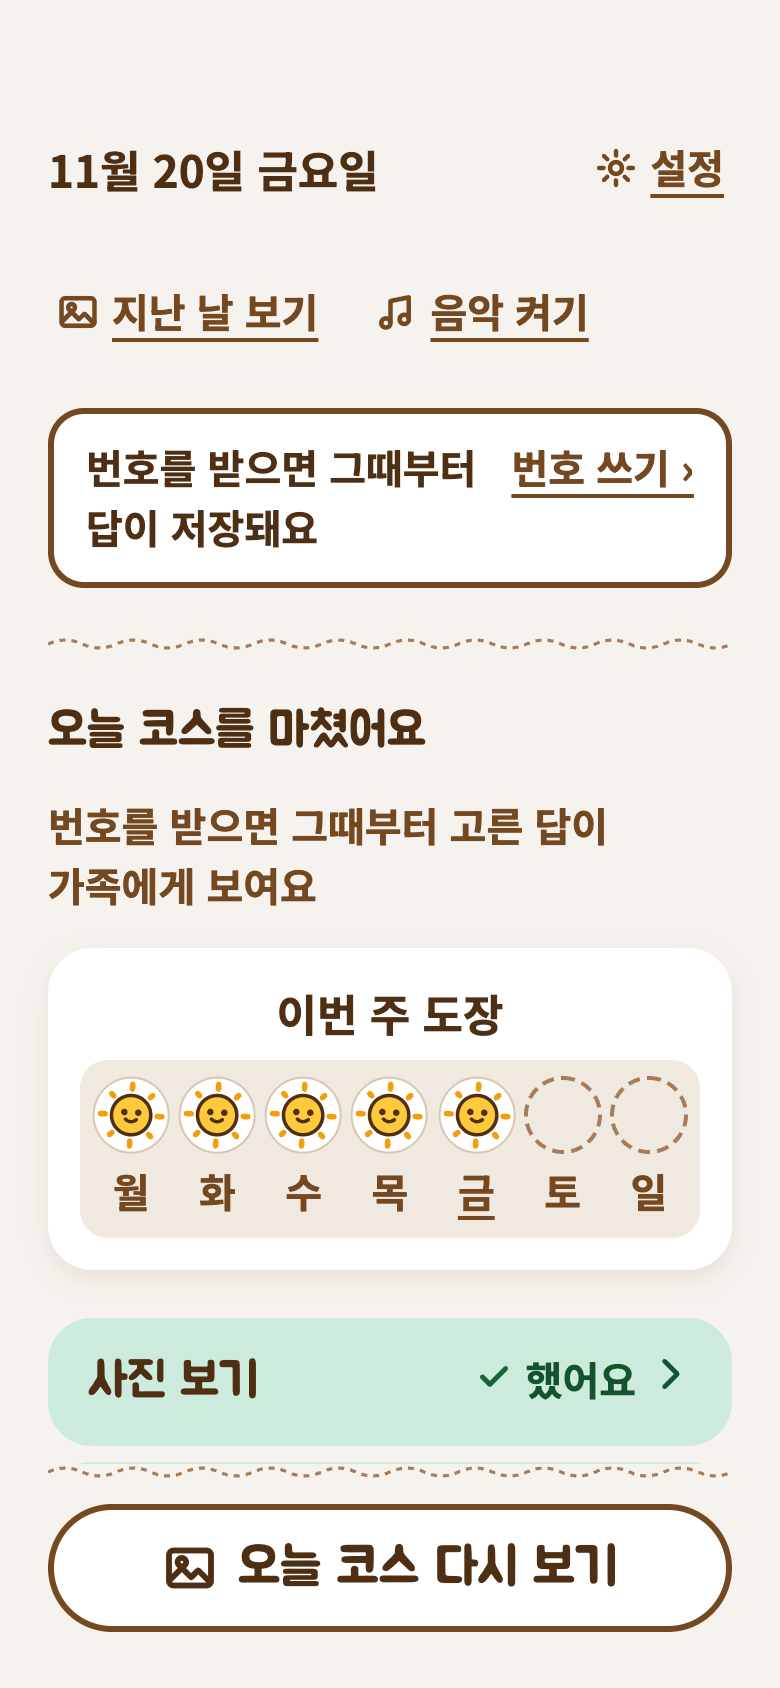 11월 20일 금요일
설정
지난 날 보기
음악 켜기
번호를 받으면 그때부터
답이 저장돼요
번호 쓰기 ›
오늘 코스를 마쳤어요
번호를 받으면 그때부터 고른 답이
가족에게 보여요
이번 주 도장
월 화 수 목 금 토 일
사진 보기
했어요
오늘 코스 다시 보기